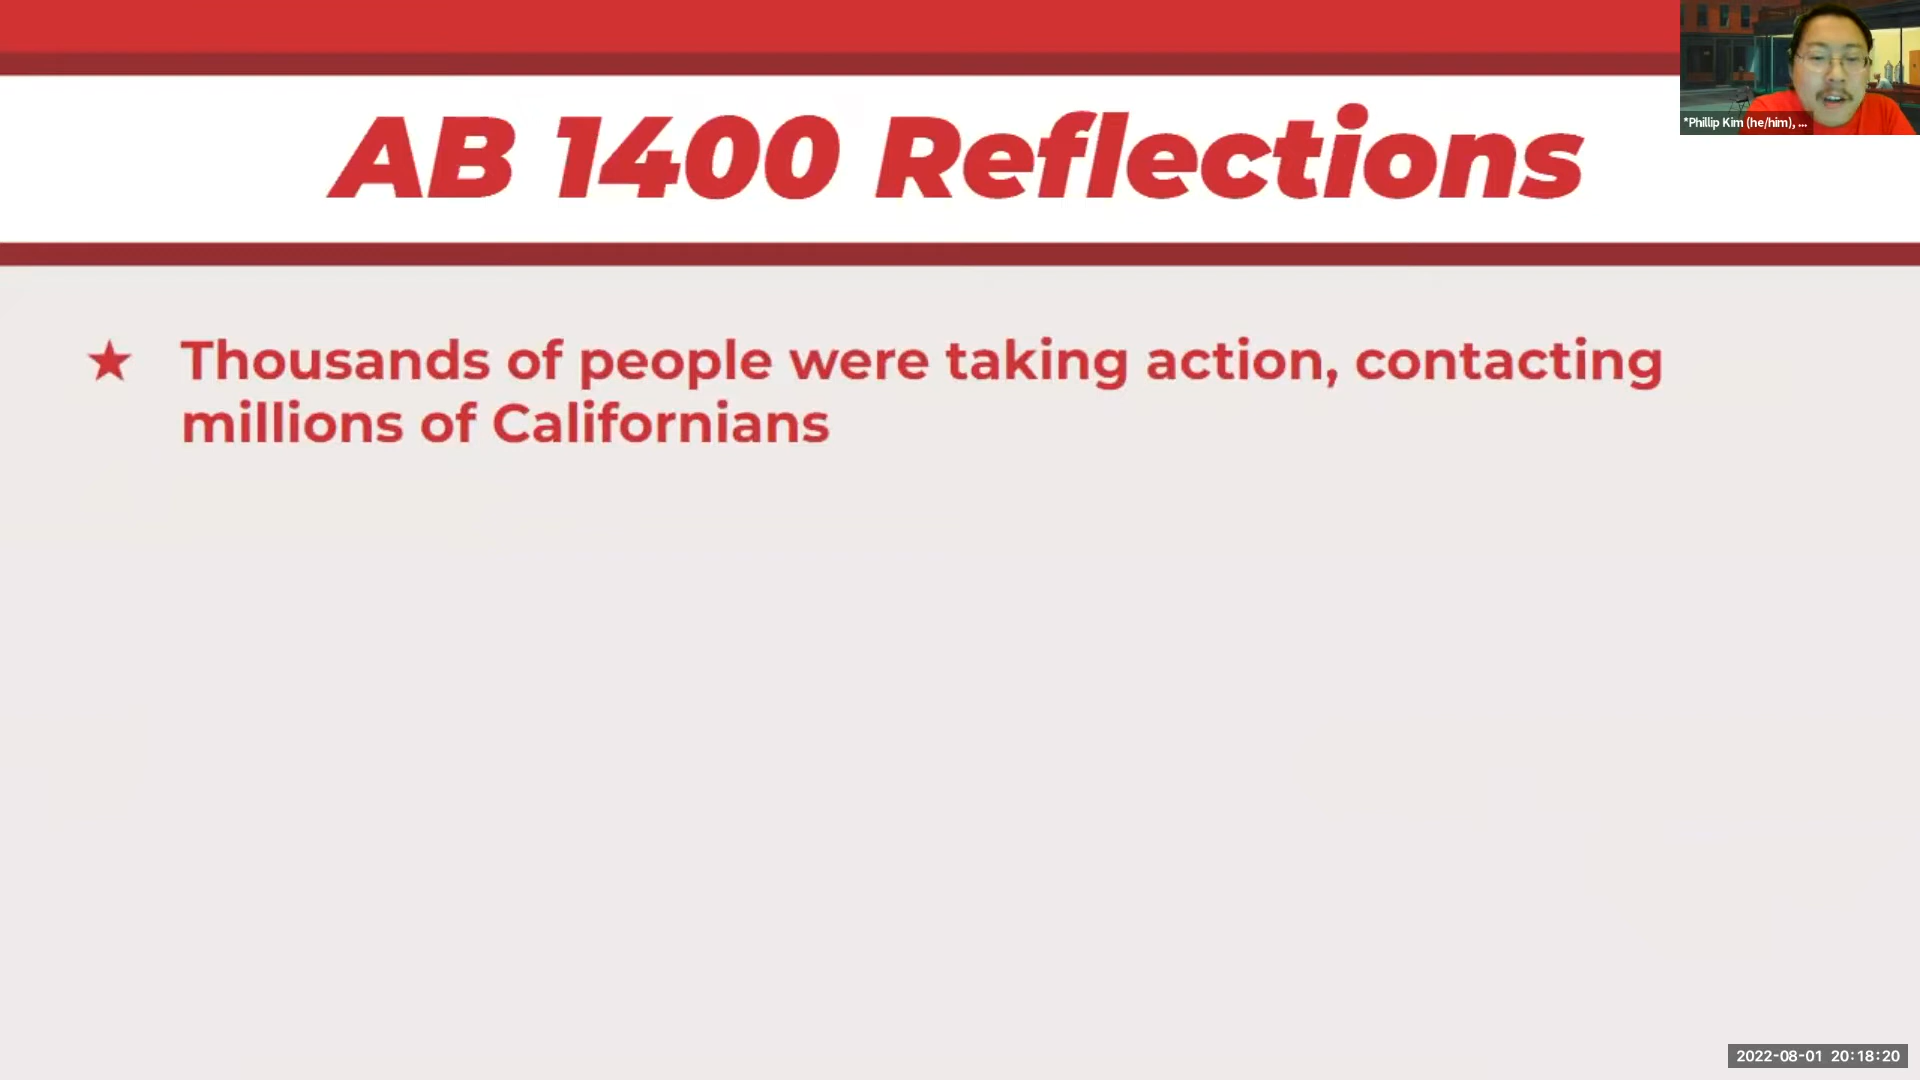 *Phillip Kim (he/him), ...
AB 1400 Reflections
★ Thousands of people were taking action, contacting
millions of Californians
2022-08-01 20:18:20